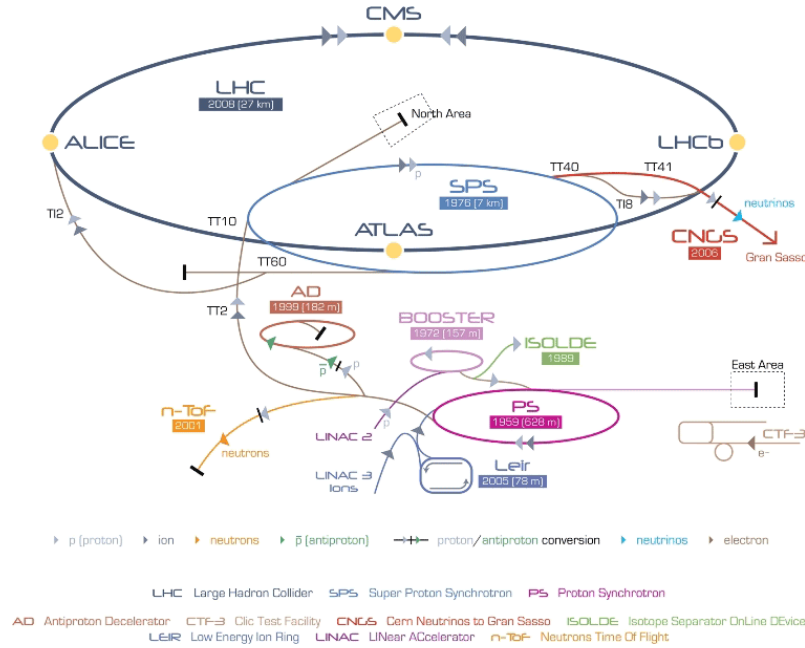 CMS
LHC
2008 (27 km)
North Area
ALICE
LHCb
TT40
TT41
p
SPS
1976 (7 km)
TI8
neutrinos
TI2
TT10
ATLAS
CNGS
2006
Gran Sasso
TT60
AD
1999 (182 m)
TT2
BOOSTER
1972 (157 m)
ISOLDE
1989
p̅
p
East Area
n-ToF
2001
PS
1959 (628 m)
LINAC 2
p
neutrons
CTF-3
e-
LINAC 3
Ions
Leir
2005 (78 m)
p (proton) ion neutrons p̅ (antiproton) proton/antiproton conversion neutrinos electron
LHC Large Hadron Collider SPS Super Proton Synchrotron PS Proton Synchrotron
AD Antiproton Decelerator CTF-3 Clic Test Facility CNGS Cern Neutrinos to Gran Sasso ISOLDE Isotope Separator OnLine DEvice
LEIR Low Energy Ion Ring LINAC LINear ACcelerator n-ToF Neutrons Time Of Flight